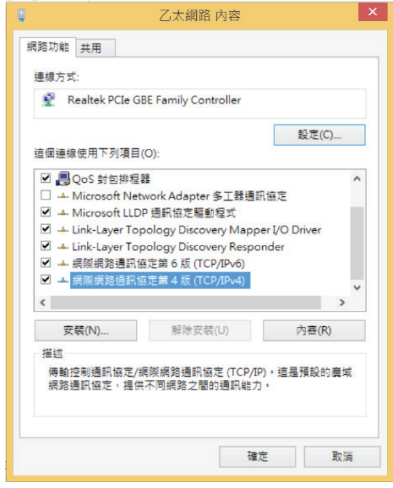 乙太網路 內容
網路功能 共用
連線方式:
Realtek PCIe GBE Family Controller
設定(C)...
這個連線使用下列項目(O):
QoS 封包排程器
Microsoft Network Adapter 多工器通訊協定
Microsoft LLDP 通訊協定驅動程式
Link-Layer Topology Discovery Mapper I/O Driver
Link-Layer Topology Discovery Responder
網際網路通訊協定第 6 版 (TCP/IPv6)
網際網路通訊協定第 4 版 (TCP/IPv4)
安裝(N)... 解除安裝(U) 內容(R)
描述
傳輸控制通訊協定/網際網路通訊協定 (TCP/IP)。這是預設的廣域
網路通訊協定，提供不同網路之間的通訊能力。
確定 取消